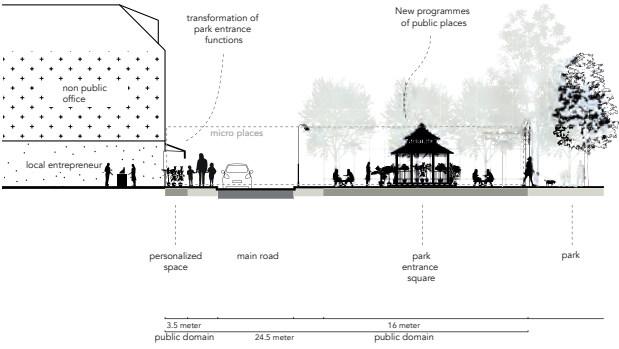 transformation of
park entrance
functions
New programmes
of public places
non public
office
micro places
local entrepreneur
personalized
space
main road
park
entrance
square
park
3.5 meter
public domain
24.5 meter
16 meter
public domain